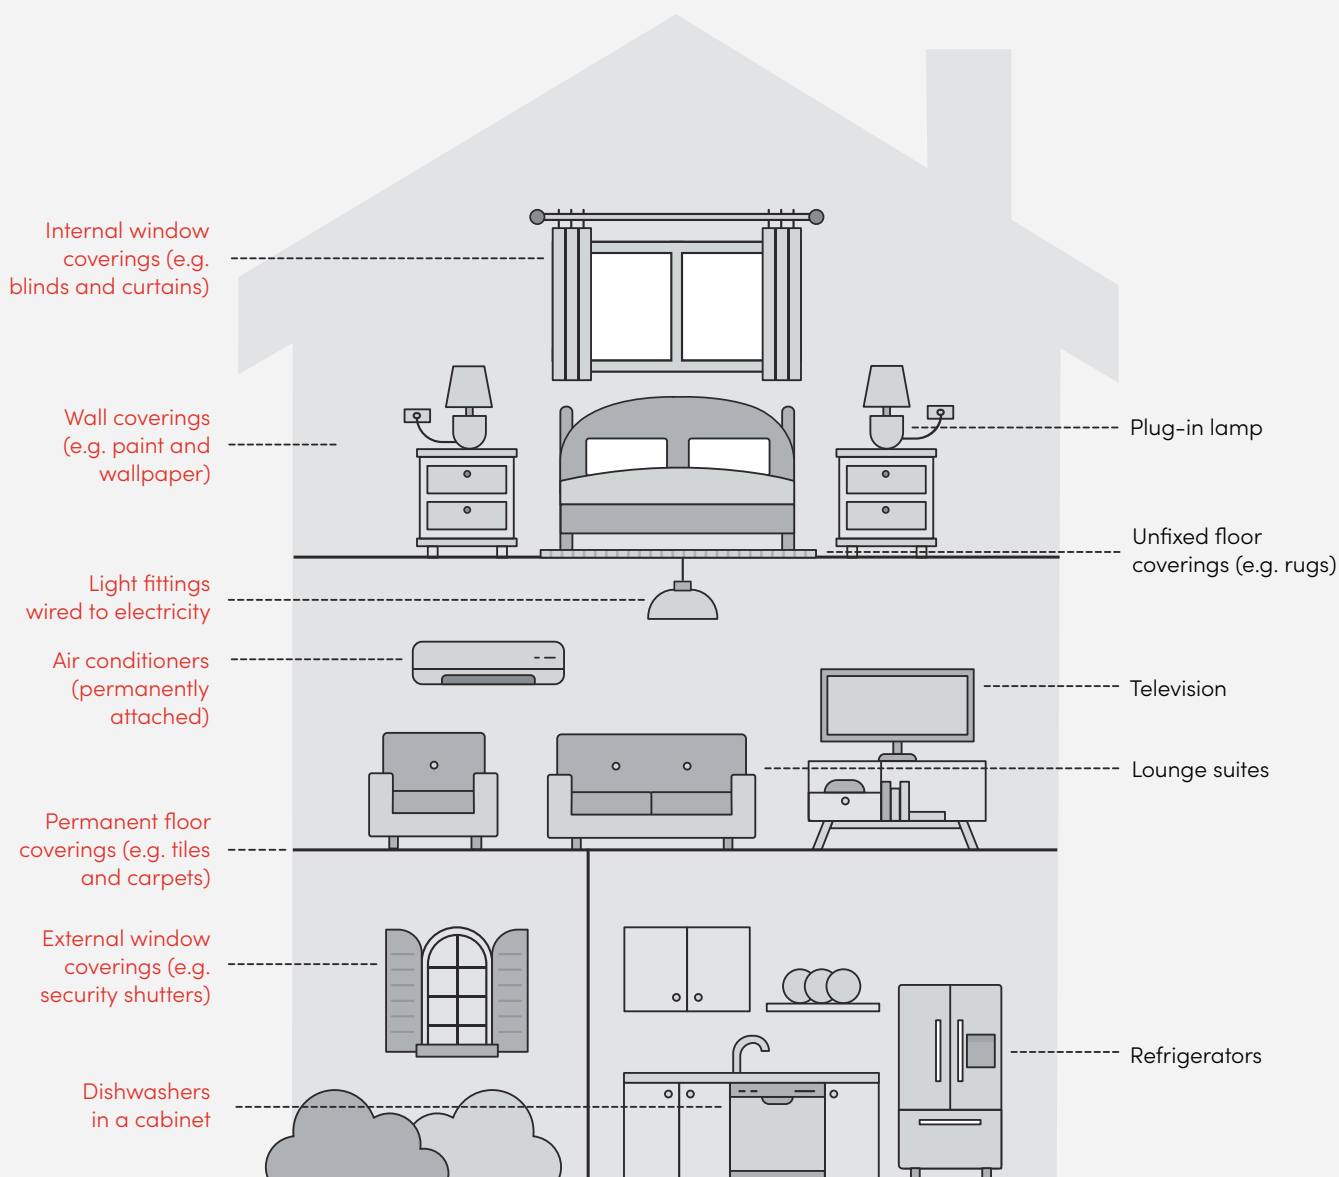 Internal window
coverings (e.g.
blinds and curtains)
Wall coverings
(e.g. paint and
wallpaper)
Light fittings
wired to electricity
Air conditioners
(permanently
attached)
Permanent floor
coverings (e.g. tiles
and carpets)
External window
coverings (e.g.
security shutters)
Dishwashers
in a cabinet
Plug-in lamp
Unfixed floor
coverings (e.g. rugs)
Television
Lounge suites
Refrigerators